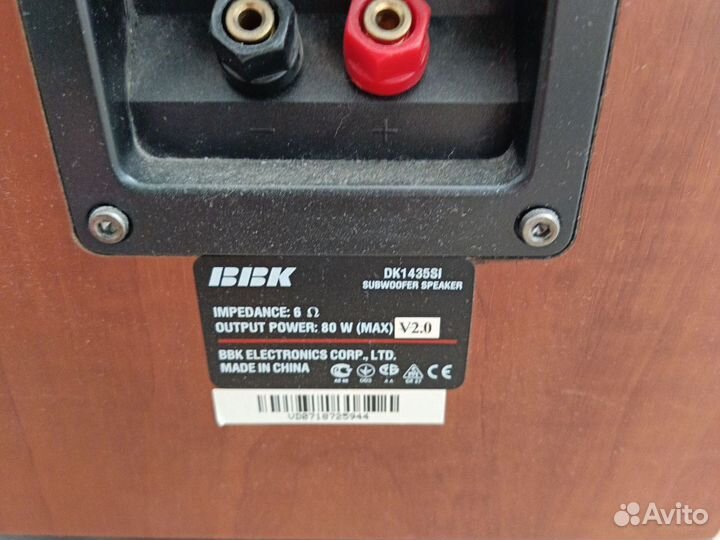 − +
BBK DK1435SI
SUBWOOFER SPEAKER
IMPEDANCE: 6 Ω
OUTPUT POWER: 80 W (MAX) V2.0
BBK ELECTRONICS CORP., LTD.
MADE IN CHINA CE
VD0718725944
Avito